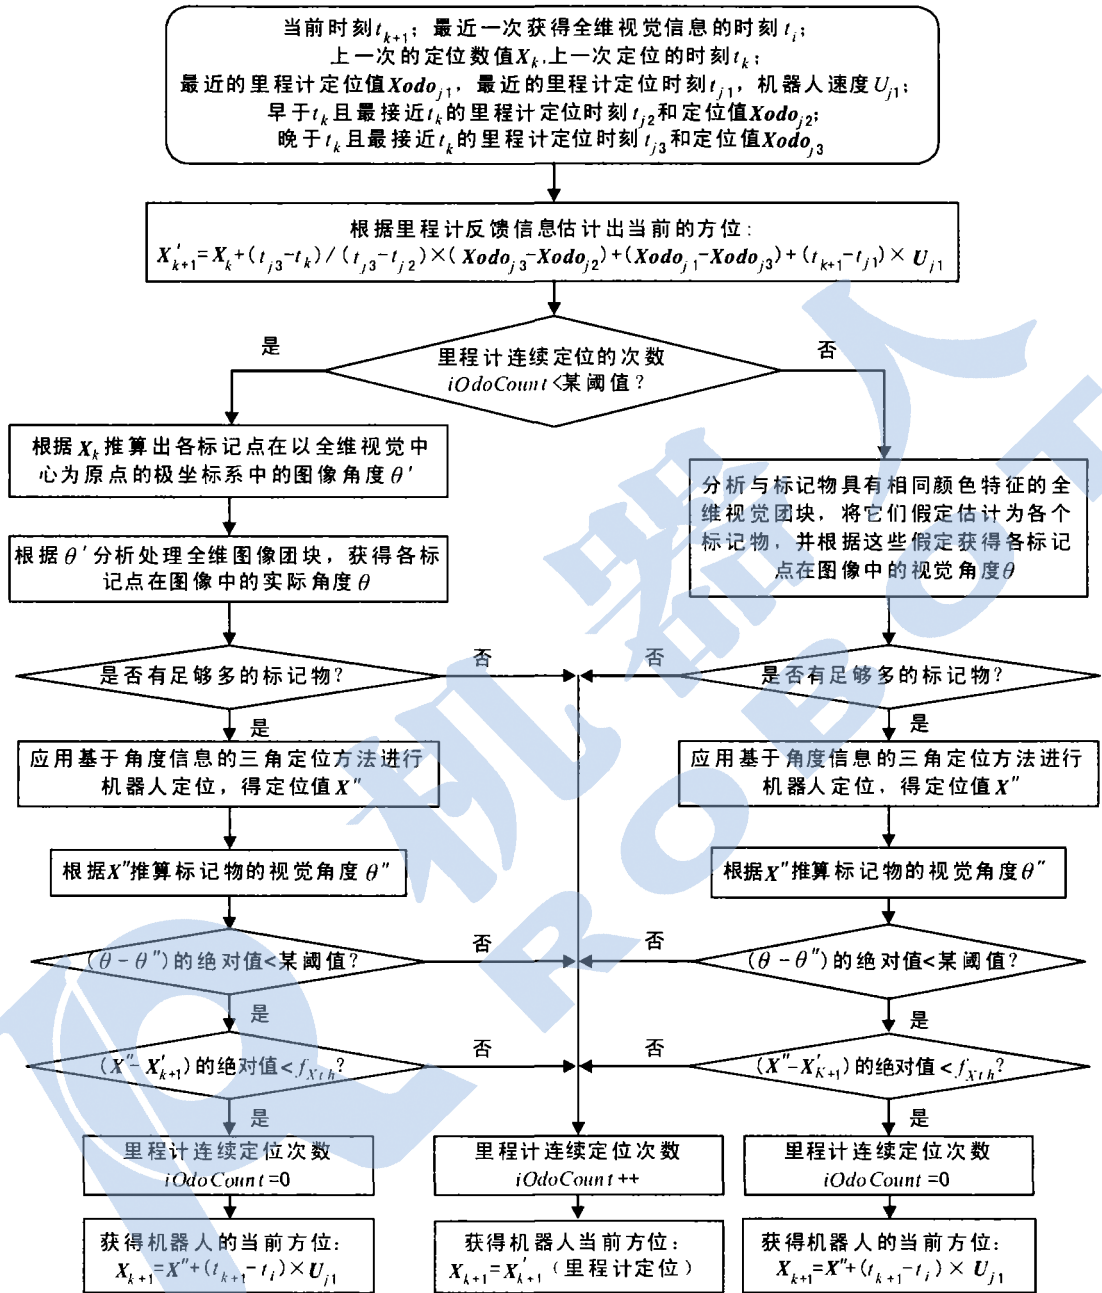 当前时刻t_{k+1}；最近一次获得全维视觉信息的时刻t_i；
上一次的定位数值X_k,上一次定位的时刻t_k；
最近的里程计定位值Xodo_{j1}，最近的里程计定位时刻t_{j1}，机器人速度U_{j1}；
早于t_k且最接近t_k的里程计定位时刻t_{j2}和定位值Xodo_{j2}；
晚于t_k且最接近t_k的里程计定位时刻t_{j3}和定位值Xodo_{j3}
根据里程计反馈信息估计出当前的方位：
X'_{k+1}=X_k+(t_{j3}-t_k)/(t_{j3}-t_{j2})×(Xodo_{j3}-Xodo_{j2})+(Xodo_{j1}-Xodo_{j3})+(t_{k+1}-t_{j1})×U_{j1}
是
里程计连续定位的次数
iOdoCount<某阈值?
否
根据X_k推算出各标记点在以全维视觉中
心为原点的极坐标系中的图像角度θ'
根据θ'分析处理全维图像团块，获得各标
记点在图像中的实际角度θ
分析与标记物具有相同颜色特征的全
维视觉团块，将它们假定估计为各个
标记物，并根据这些假定获得各标记
点在图像中的视觉角度θ
是否有足够多的标记物?
否
否
是否有足够多的标记物?
是
是
应用基于角度信息的三角定位方法进行
机器人定位，得定位值X"
应用基于角度信息的三角定位方法进行
机器人定位，得定位值X"
根据X"推算标记物的视觉角度θ"
根据X"推算标记物的视觉角度θ"
(θ-θ")的绝对值<某阈值?
否
否
(θ-θ")的绝对值<某阈值?
是
是
(X"-X'_{k+1})的绝对值<f_{Xth}?
否
否
(X"-X'_{K+1})的绝对值<f_{Xth}?
是
是
里程计连续定位次数
iOdoCount=0
里程计连续定位次数
iOdoCount++
里程计连续定位次数
iOdoCount=0
获得机器人的当前方位：
X_{k+1}=X"+(t_{k+1}-t_i)×U_{j1}
获得机器人当前方位：
X_{k+1}=X'_{k+1}（里程计定位）
获得机器人的当前方位：
X_{k+1}=X"+(t_{k+1}-t_i)×U_{j1}
机器人
ROBOT